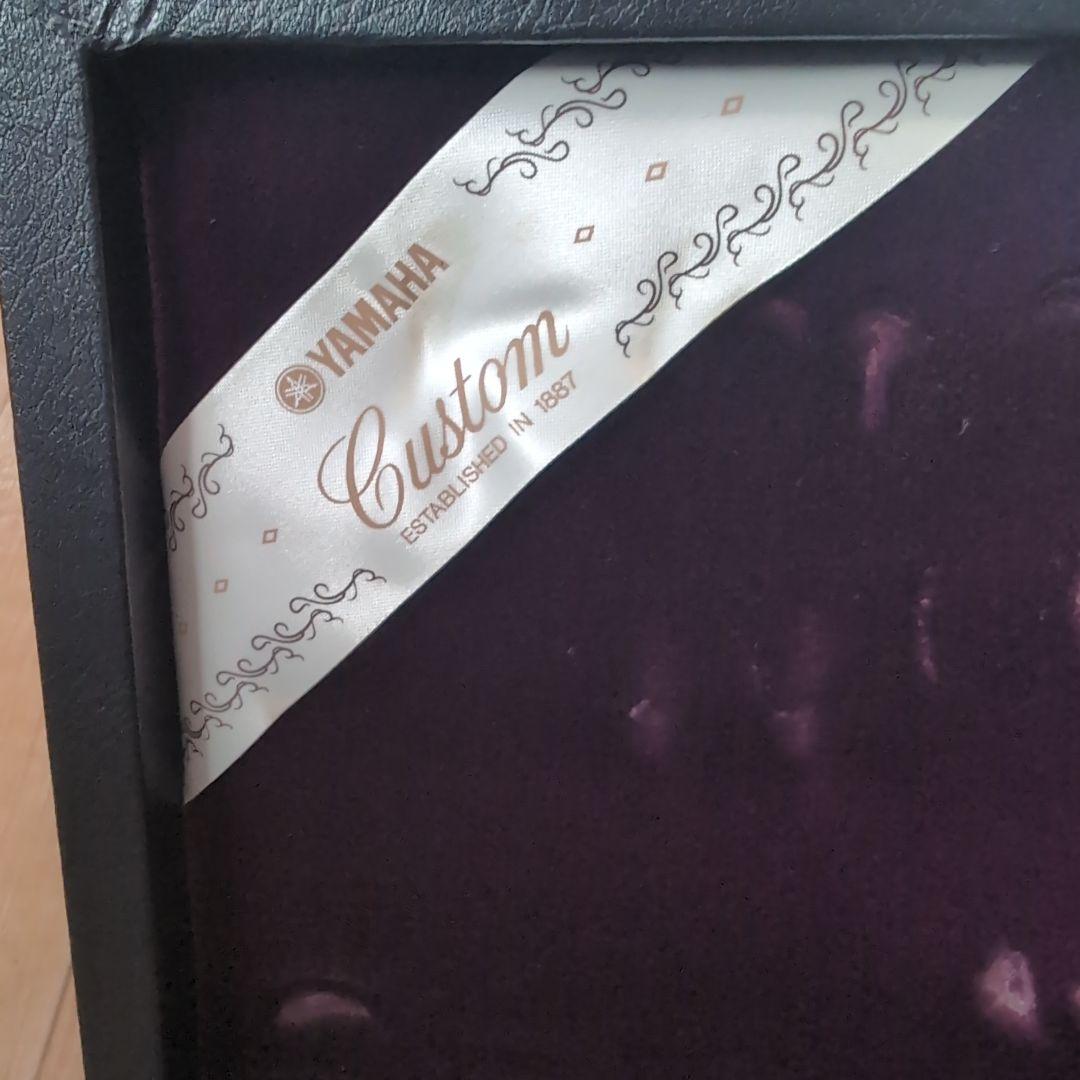 YAMAHA
Custom
ESTABLISHED IN 1887